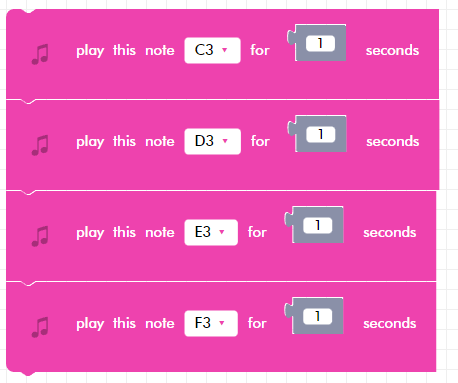 play this note C3 for 1 seconds
play this note D3 for 1 seconds
play this note E3 for 1 seconds
play this note F3 for 1 seconds